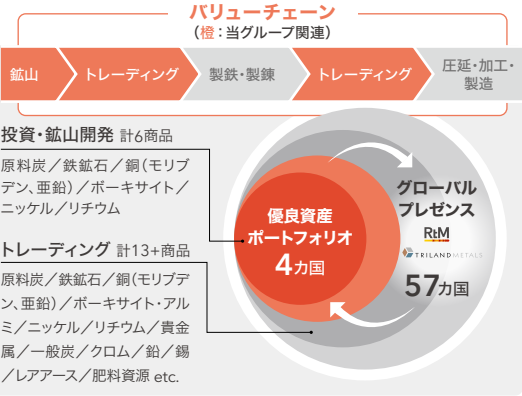 バリューチェーン
（橙：当グループ関連）
鉱山
トレーディング
製鉄・製錬
トレーディング
圧延・加工・
製造
投資・鉱山開発 計6商品
原料炭／鉄鉱石／銅（モリブ
デン、亜鉛）／ボーキサイト／
ニッケル／リチウム
トレーディング 計13+商品
原料炭／鉄鉱石／銅（モリブデ
ン、亜鉛）／ボーキサイト・アル
ミ／ニッケル／リチウム／貴金
属／一般炭／クロム／鉛／錫
／レアアース／肥料資源 etc.
優良資産
ポートフォリオ
4カ国
グローバル
プレゼンス
RtM
TRILAND METALS
57カ国